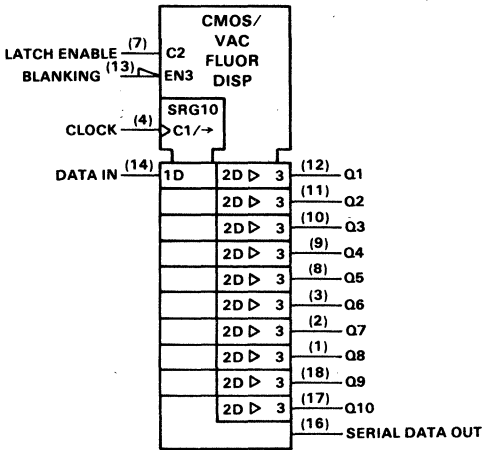 CMOS/
VAC
FLUOR
DISP
LATCH ENABLE (7) C2
BLANKING (13) EN3
SRG10
CLOCK (4) C1/→
DATA IN (14) 1D 2D ▷ 3 (12) Q1
2D ▷ 3 (11) Q2
2D ▷ 3 (10) Q3
2D ▷ 3 (9) Q4
2D ▷ 3 (8) Q5
2D ▷ 3 (3) Q6
2D ▷ 3 (2) Q7
2D ▷ 3 (1) Q8
2D ▷ 3 (18) Q9
2D ▷ 3 (17) Q10
(16) SERIAL DATA OUT